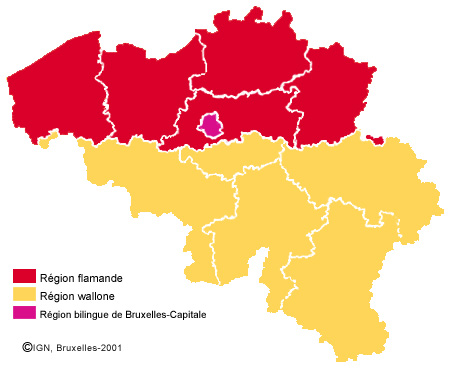 Région flamande
Région wallone
Région bilingue de Bruxelles-Capitale
©IGN, Bruxelles-2001